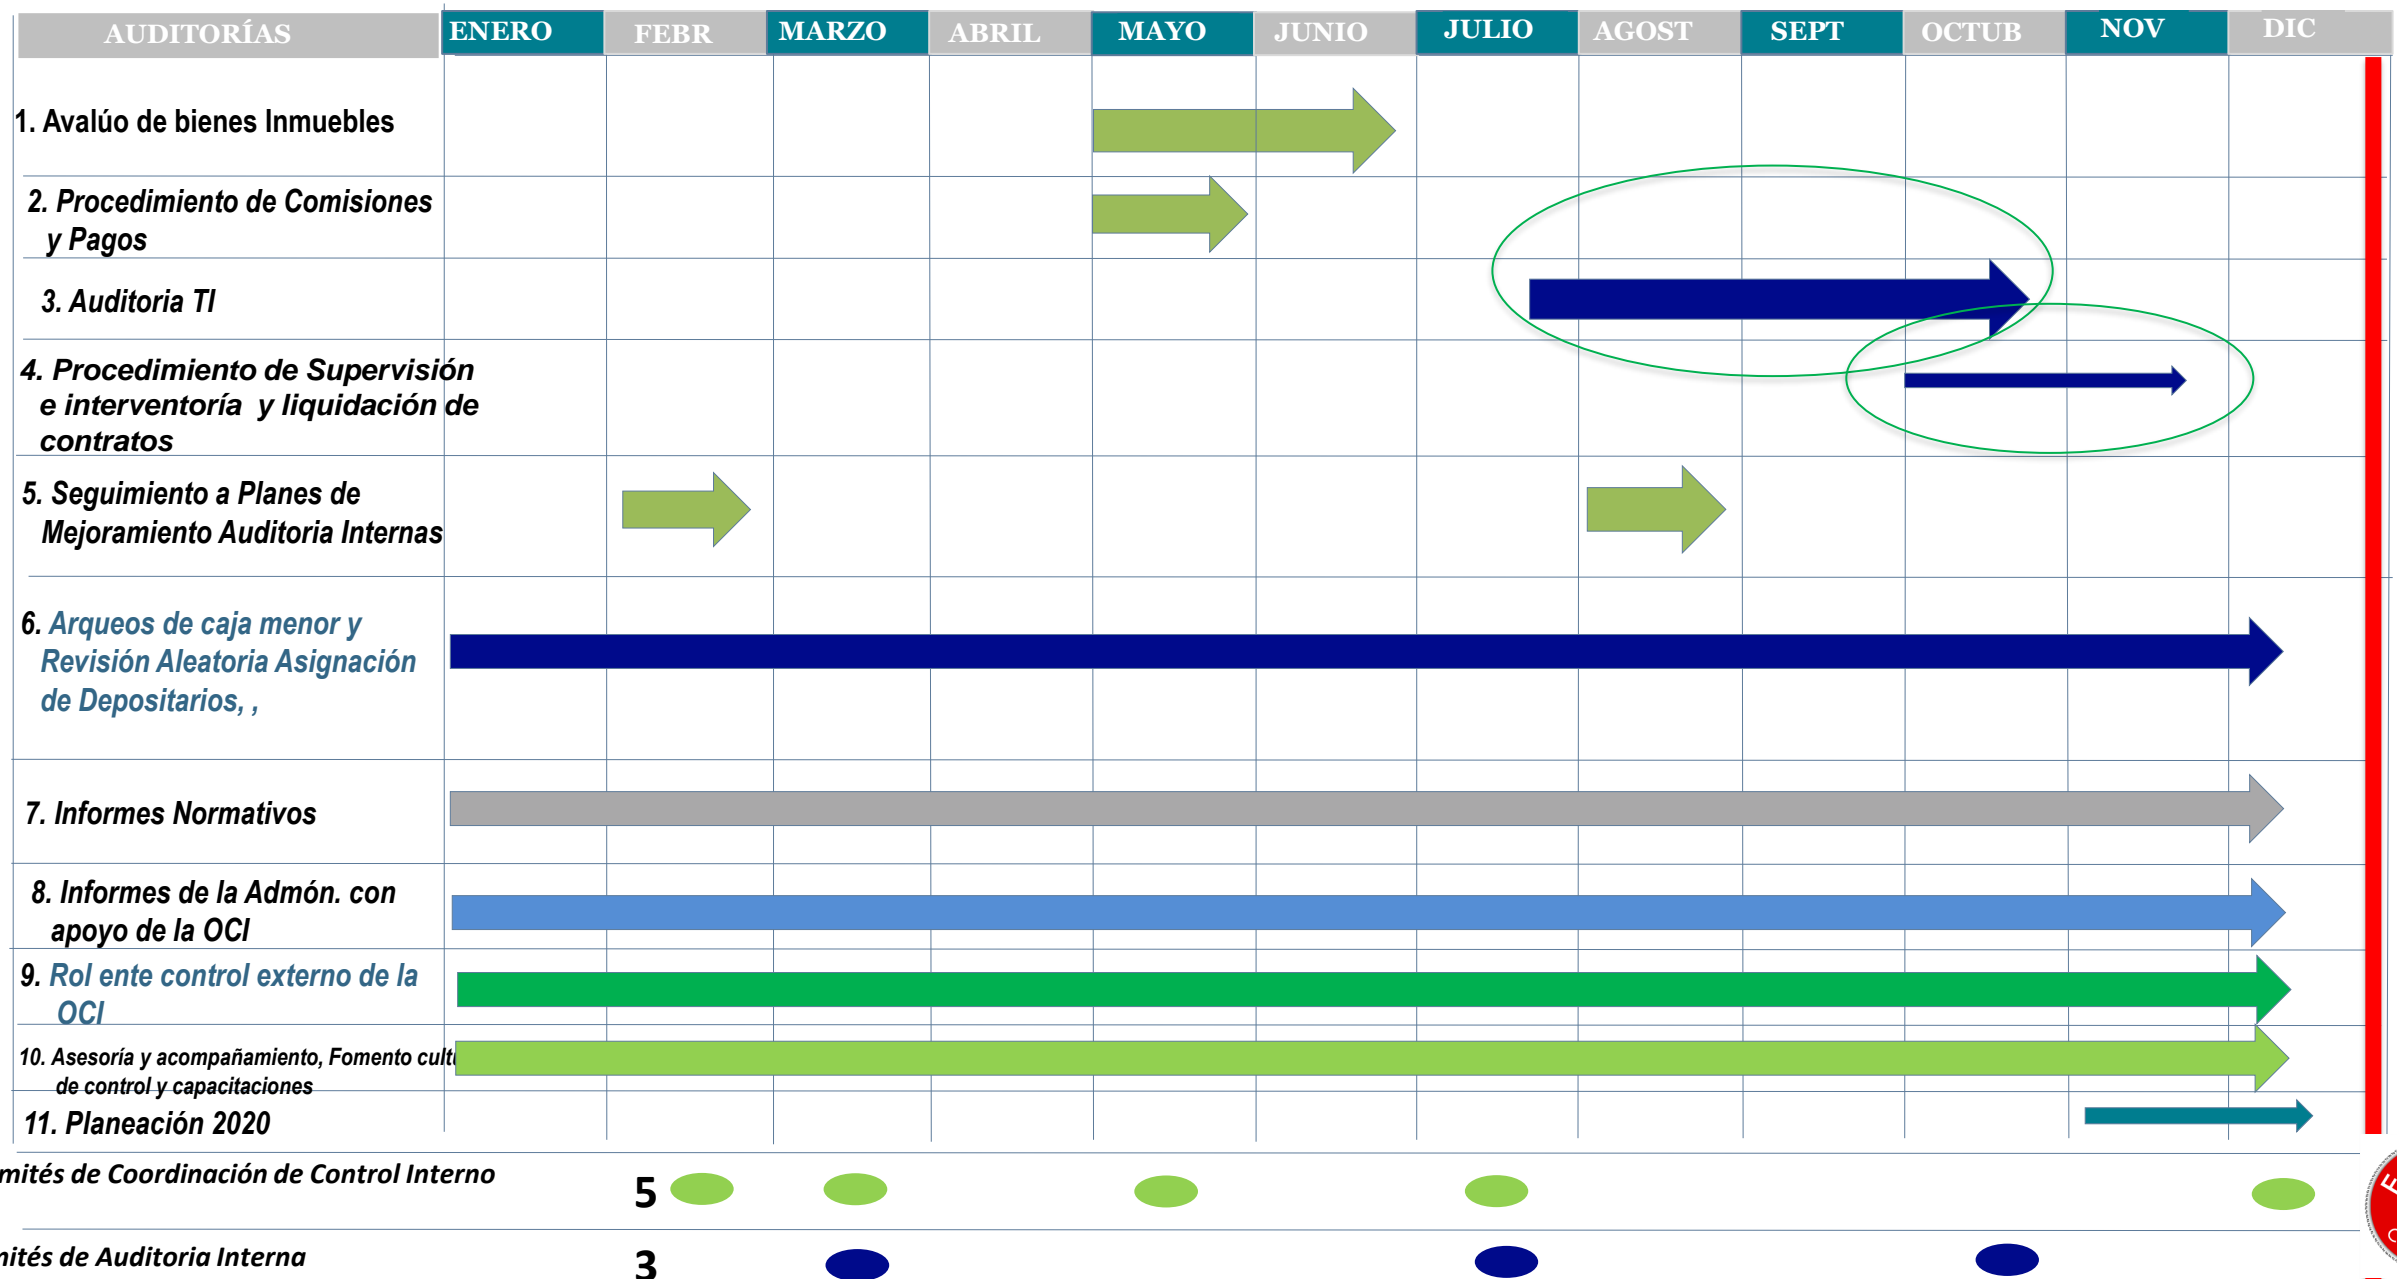 AUDITORÍAS ENERO FEBR MARZO ABRIL MAYO JUNIO JULIO AGOST SEPT OCTUB NOV DIC
1. Avalúo de bienes Inmuebles
2. Procedimiento de Comisiones
y Pagos
3. Auditoria TI
4. Procedimiento de Supervisión
e interventoría y liquidación de
contratos
5. Seguimiento a Planes de
Mejoramiento Auditoria Internas
6. Arqueos de caja menor y
Revisión Aleatoria Asignación
de Depositarios, ,
7. Informes Normativos
8. Informes de la Admón. con
apoyo de la OCI
9. Rol ente control externo de la
OCI
10. Asesoría y acompañamiento, Fomento cult
de control y capacitaciones
11. Planeación 2020
mités de Coordinación de Control Interno 5
ités de Auditoria Interna 3